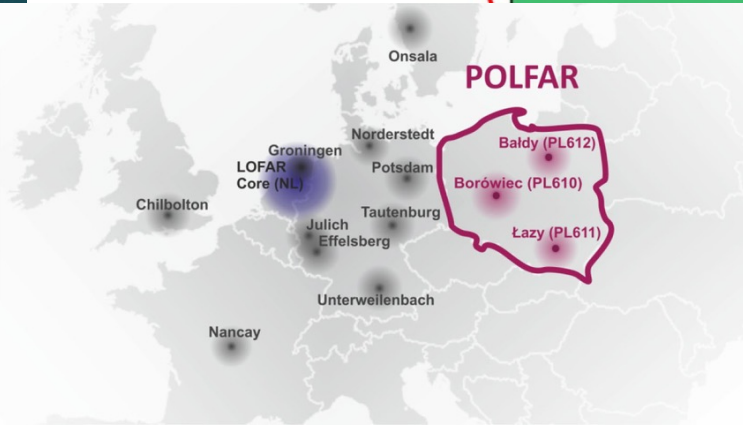 Onsala
POLFAR
Norderstedt
Groningen
LOFAR
Core (NL)
Potsdam
Bałdy (PL612)
Borówiec (PL610)
Chilbolton
Tautenburg
Julich
Effelsberg
Łazy (PL611)
Unterweilenbach
Nancay